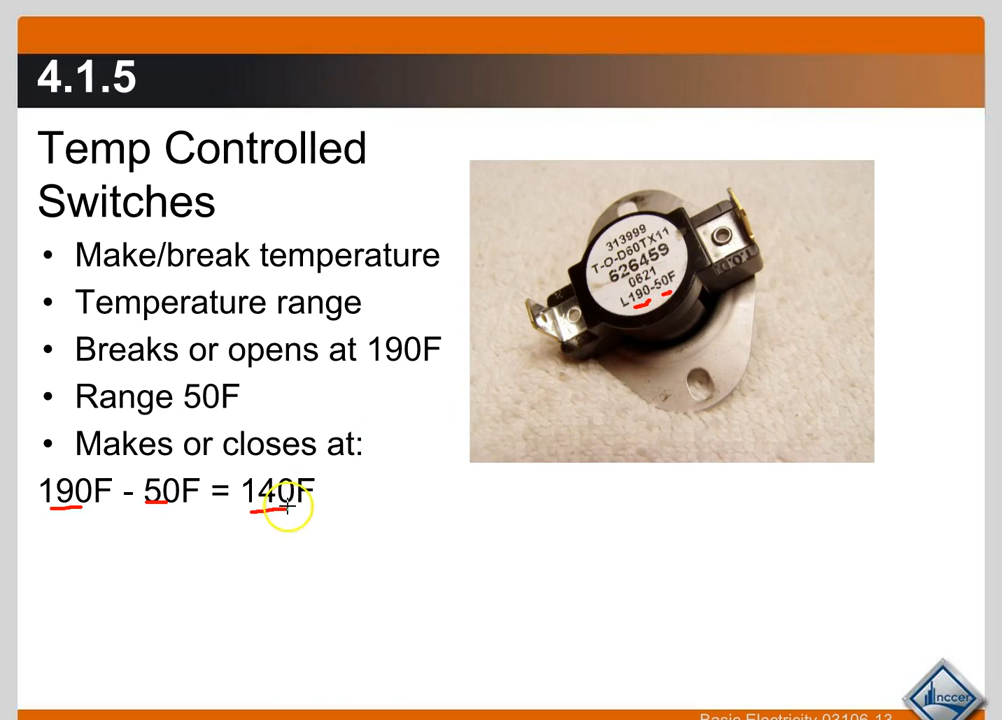 4.1.5
Temp Controlled
Switches
• Make/break temperature
• Temperature range
• Breaks or opens at 190F
• Range 50F
• Makes or closes at:
190F - 50F = 140F
313999
T-O-D60TX11
626459
0621
L190-50F
T.O.D.
nccer
Basic Electricity 03106-13